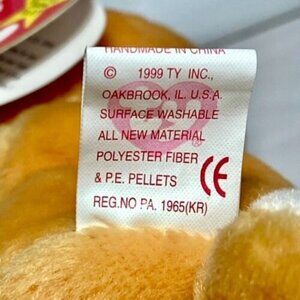 HANDMADE IN CHINA
© 1999 TY INC.,
OAKBROOK, IL. U.S.A.
SURFACE WASHABLE
ALL NEW MATERIAL
POLYESTER FIBER
& P.E. PELLETS CE
REG.NO PA. 1965(KR)